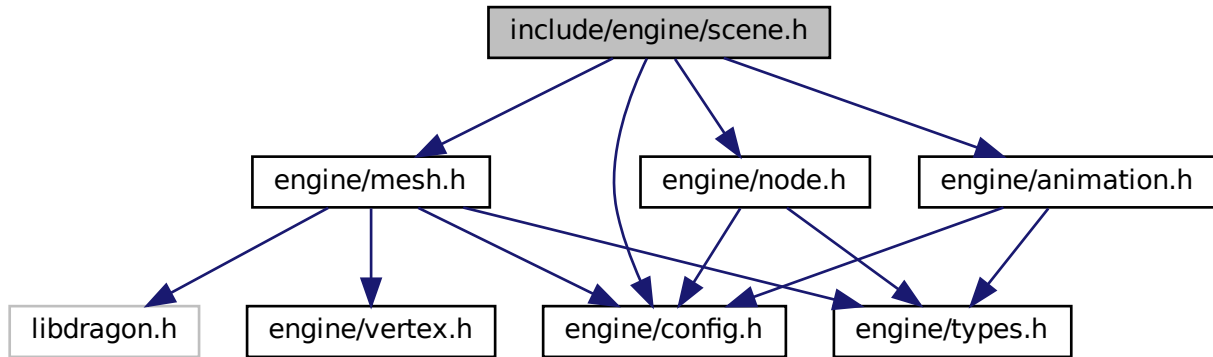 include/engine/scene.h
engine/mesh.h
engine/node.h
engine/animation.h
libdragon.h
engine/vertex.h
engine/config.h
engine/types.h